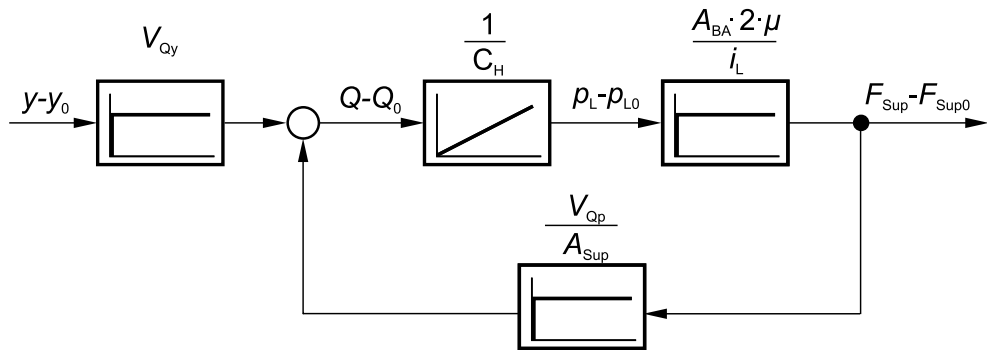 V_Qy
1
C_H
A_BA · 2 · μ
i_L
y-y_0
Q-Q_0
p_L-p_L0
F_Sup-F_Sup0
V_Qp
A_Sup